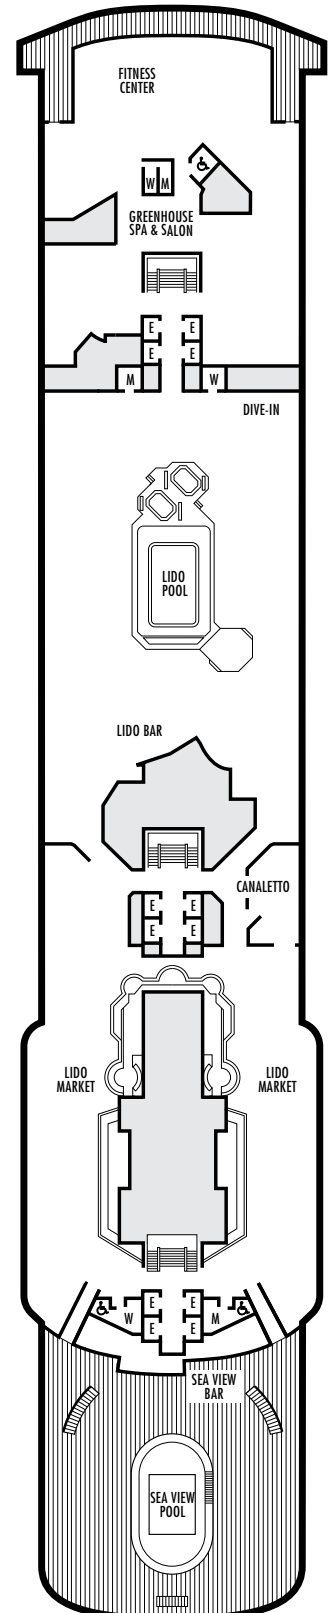 FITNESS
CENTER
W M
GREENHOUSE
SPA & SALON
E E
E E
M W
DIVE-IN
LIDO
POOL
LIDO BAR
CANALETTO
E E
E E
LIDO
MARKET
LIDO
MARKET
E E
W M
E E
SEA VIEW
BAR
SEA VIEW
POOL